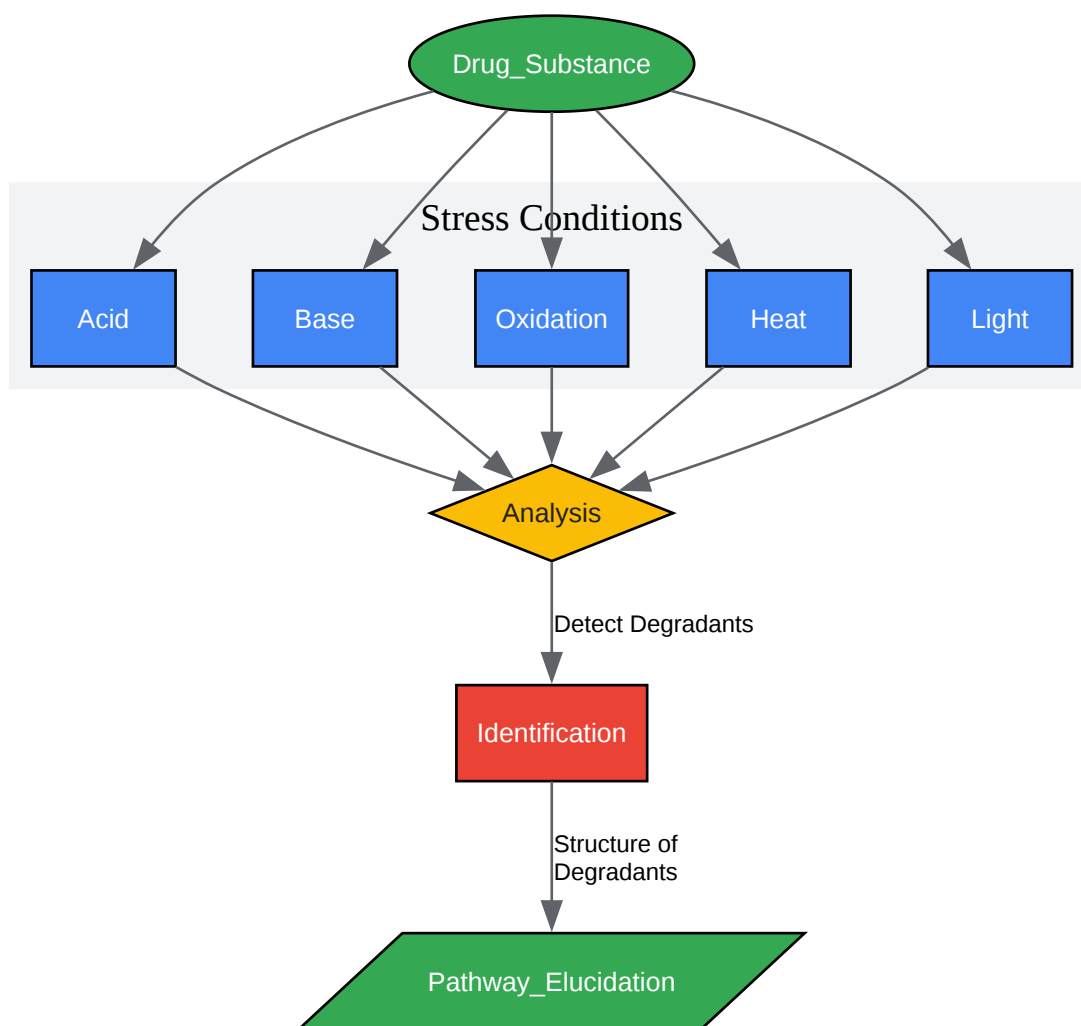 Drug_Substance
Stress Conditions
Acid
Base
Oxidation
Heat
Light
Analysis
Detect Degradants
Identification
Structure of
Degradants
Pathway_Elucidation